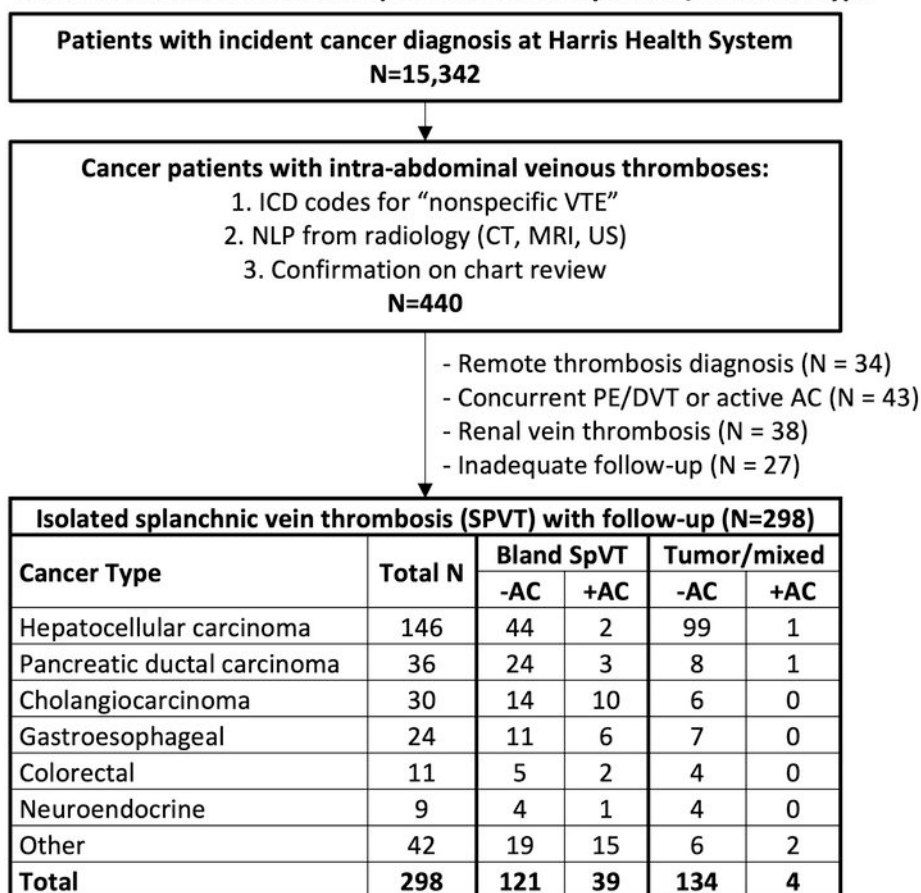 Patients with incident cancer diagnosis at Harris Health System
N=15,342
Cancer patients with intra-abdominal veinous thromboses:
1. ICD codes for “nonspecific VTE”
2. NLP from radiology (CT, MRI, US)
3. Confirmation on chart review
N=440
- Remote thrombosis diagnosis (N = 34)
- Concurrent PE/DVT or active AC (N = 43)
- Renal vein thrombosis (N = 38)
- Inadequate follow-up (N = 27)
Isolated splanchnic vein thrombosis (SPVT) with follow-up (N=298)
Cancer Type Total N Bland SpVT Tumor/mixed
-AC +AC -AC +AC
Hepatocellular carcinoma 146 44 2 99 1
Pancreatic ductal carcinoma 36 24 3 8 1
Cholangiocarcinoma 30 14 10 6 0
Gastroesophageal 24 11 6 7 0
Colorectal 11 5 2 4 0
Neuroendocrine 9 4 1 4 0
Other 42 19 15 6 2
Total 298 121 39 134 4